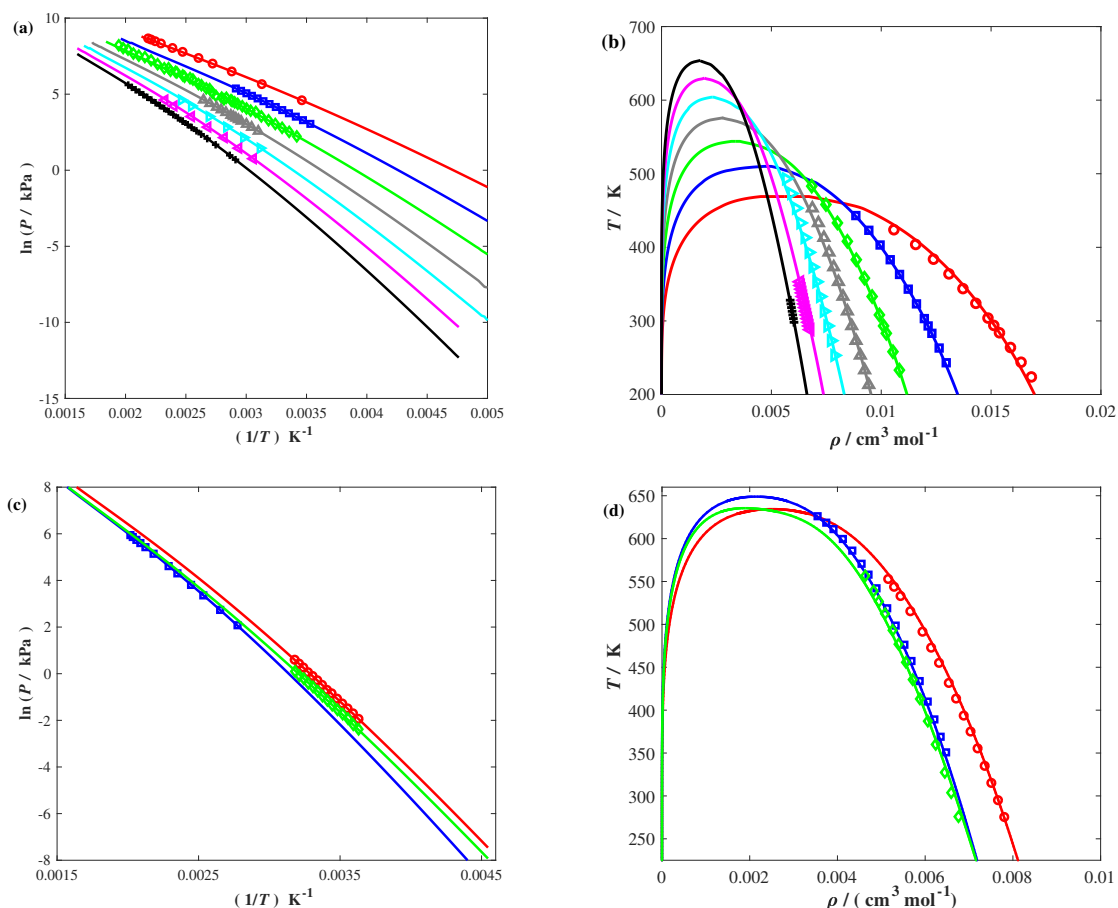 (a)
10
5
0
-5
-10
-15
ln (P / kPa)
0.0015 0.002 0.0025 0.003 0.0035 0.004 0.0045 0.005
(1/T) K-1
(b)
700
600
500
400
300
200
T / K
0 0.005 0.01 0.015 0.02
ρ / cm3 mol-1
(c)
8
6
4
2
0
-2
-4
-6
-8
ln (P / kPa)
0.0015 0.0025 0.0035 0.0045
(1/T) K-1
(d)
650
600
550
500
450
400
350
300
250
T / K
0 0.002 0.004 0.006 0.008 0.01
ρ / ( cm3 mol-1)